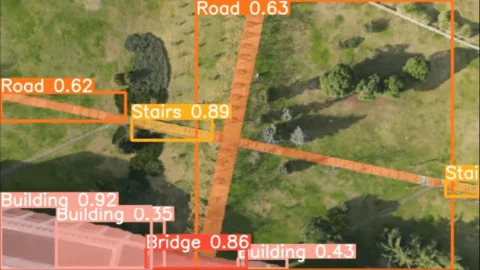 Road 0.63
Road 0.62
Stairs 0.89
Stai
Building 0.92
Building 0.35
Bridge 0.86
uilding 0.43